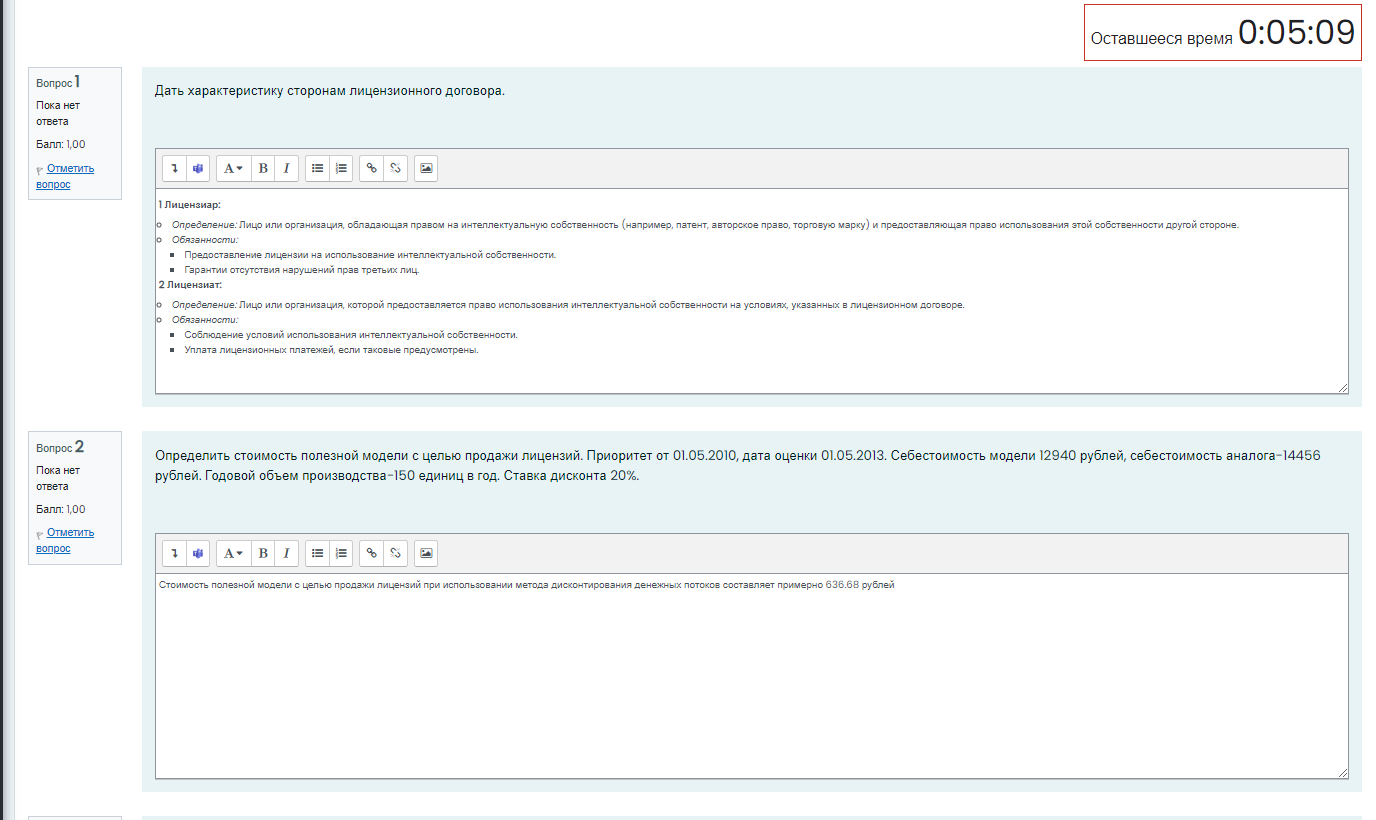 Оставшееся время 0:05:09
Вопрос 1
Пока нет
ответа
Балл: 1,00
Отметить
вопрос
Дать характеристику сторонам лицензионного договора.
A B I
1 Лицензиар:
Определение: Лицо или организация, обладающая правом на интеллектуальную собственность (например, патент, авторское право, торговую марку) и предоставляющая право использования этой собственности другой стороне.
Обязанности:
Предоставление лицензии на использование интеллектуальной собственности.
Гарантии отсутствия нарушений прав третьих лиц.
2 Лицензиат:
Определение: Лицо или организация, которой предоставляется право использования интеллектуальной собственности на условиях, указанных в лицензионном договоре.
Обязанности:
Соблюдение условий использования интеллектуальной собственности.
Уплата лицензионных платежей, если таковые предусмотрены.
Вопрос 2
Пока нет
ответа
Балл: 1,00
Отметить
вопрос
Определить стоимость полезной модели с целью продажи лицензий. Приоритет от 01.05.2010, дата оценки 01.05.2013. Себестоимость модели 12940 рублей, себестоимость аналога-14456
рублей. Годовой объем производства-150 единиц в год. Ставка дисконта 20%.
A B I
Стоимость полезной модели с целью продажи лицензий при использовании метода дисконтирования денежных потоков составляет примерно 636.68 рублей